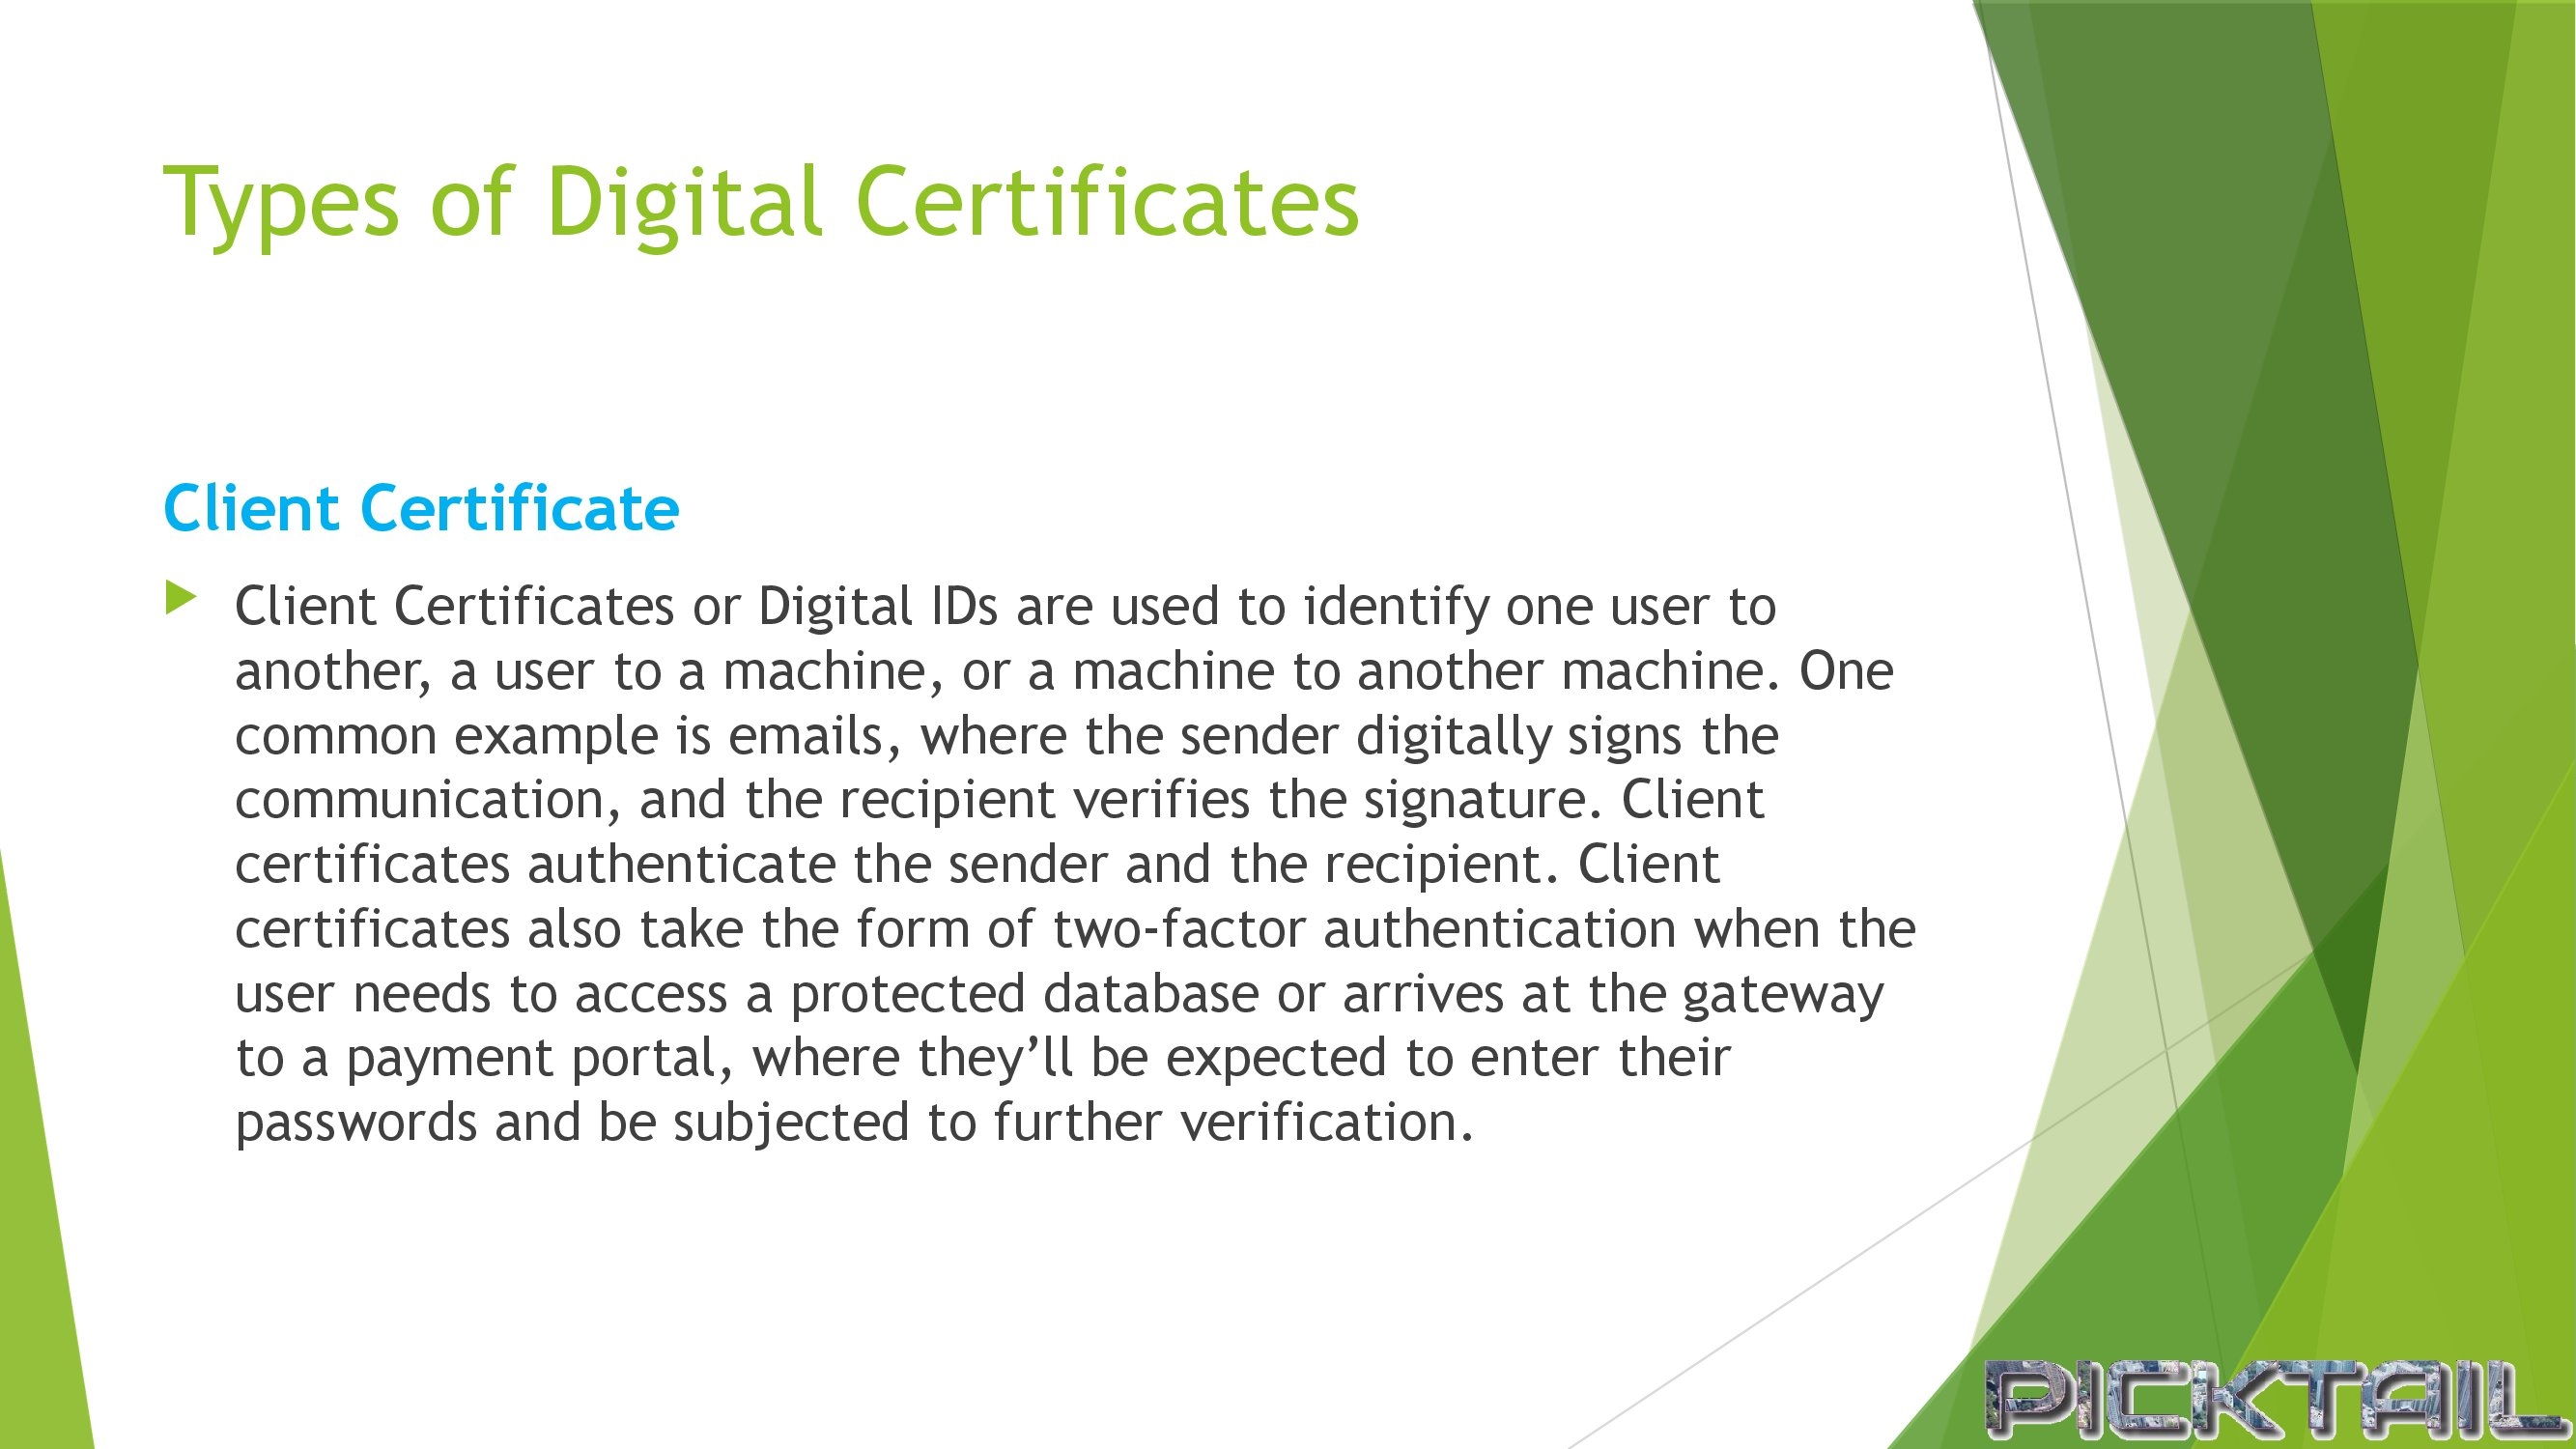 Types of Digital Certificates
Client Certificate
Client Certificates or Digital IDs are used to identify one user to
another, a user to a machine, or a machine to another machine. One
common example is emails, where the sender digitally signs the
communication, and the recipient verifies the signature. Client
certificates authenticate the sender and the recipient. Client
certificates also take the form of two-factor authentication when the
user needs to access a protected database or arrives at the gateway
to a payment portal, where they’ll be expected to enter their
passwords and be subjected to further verification.
PICKTAIL